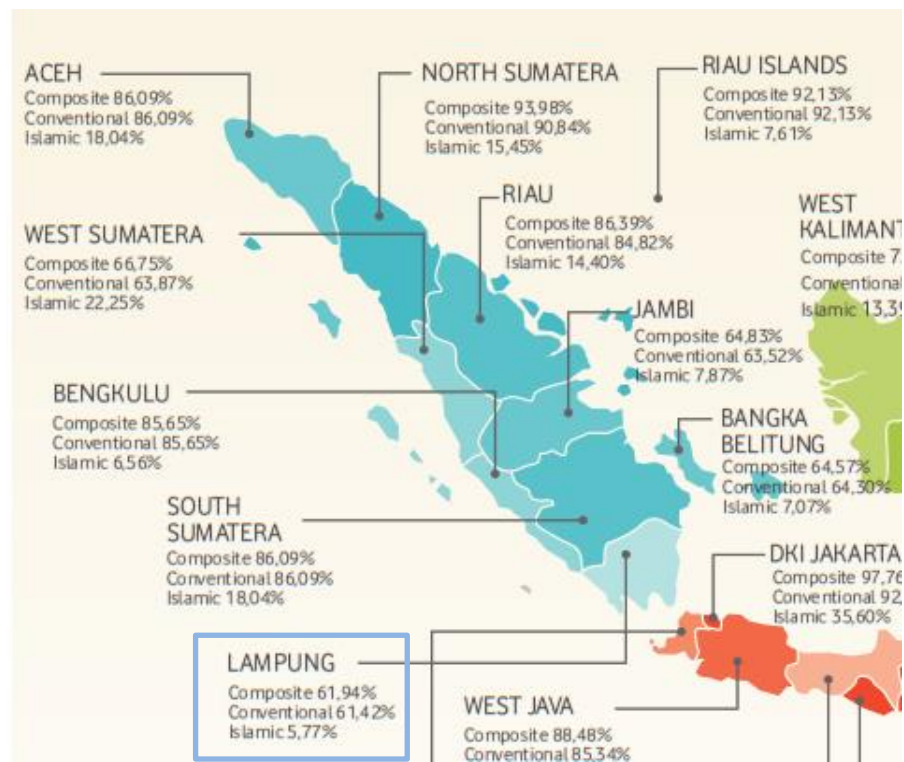 ACEH
Composite 86,09%
Conventional 86,09%
Islamic 18,04%
NORTH SUMATERA
Composite 93,98%
Conventional 90,84%
Islamic 15,45%
RIAU ISLANDS
Composite 92,13%
Conventional 92,13%
Islamic 7,61%
WEST SUMATERA
Composite 66,75%
Conventional 63,87%
Islamic 22,25%
RIAU
Composite 86,39%
Conventional 84,82%
Islamic 14,40%
WEST
Composite
Conventional
Islamic
JAMBI
Composite 64,83%
Conventional 63,52%
Islamic 7,87%
BENGKULU
Composite 85,65%
Conventional 85,65%
Islamic 6,56%
BANGKA
BELITUNG
Composite 64,57%
Conventional 64,30%
Islamic 7,07%
SOUTH
SUMATERA
Composite 86,09%
Conventional 86,09%
Islamic 18,04%
DKI JAKARTA
Composite 97,76
Conventional 92,
Islamic 35,60%
LAMPUNG
Composite 61,94%
Conventional 61,42%
Islamic 5,77%
WEST JAVA
Composite 88,48%
Conventional 85,34%